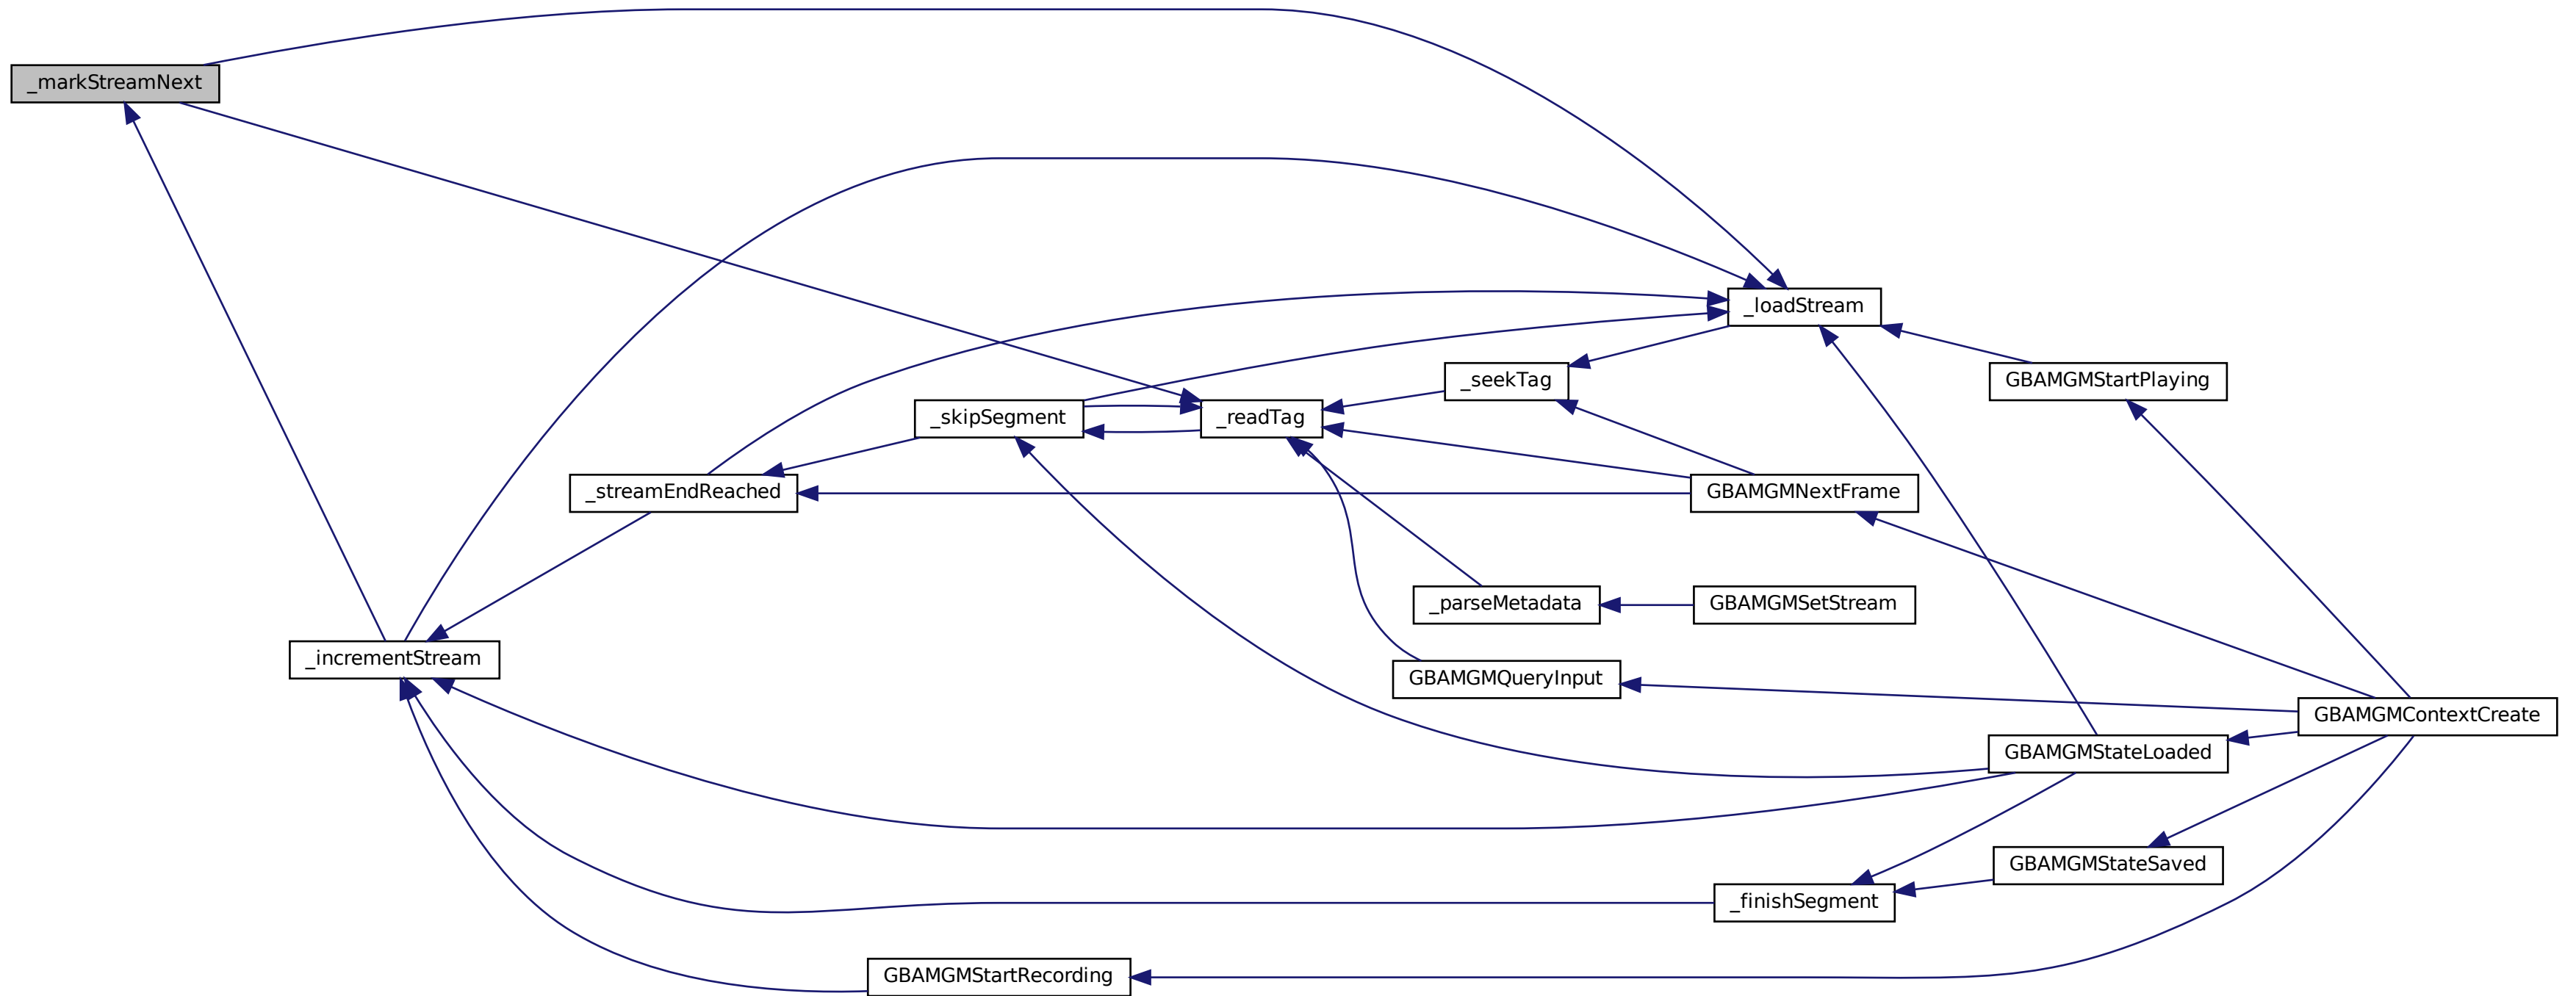 _markStreamNext
_loadStream
_seekTag
GBAMGMStartPlaying
_skipSegment
_readTag
_streamEndReached
GBAMGMNextFrame
_parseMetadata
GBAMGMSetStream
_incrementStream
GBAMGMQueryInput
GBAMGMContextCreate
GBAMGMStateLoaded
GBAMGMStateSaved
_finishSegment
GBAMGMStartRecording